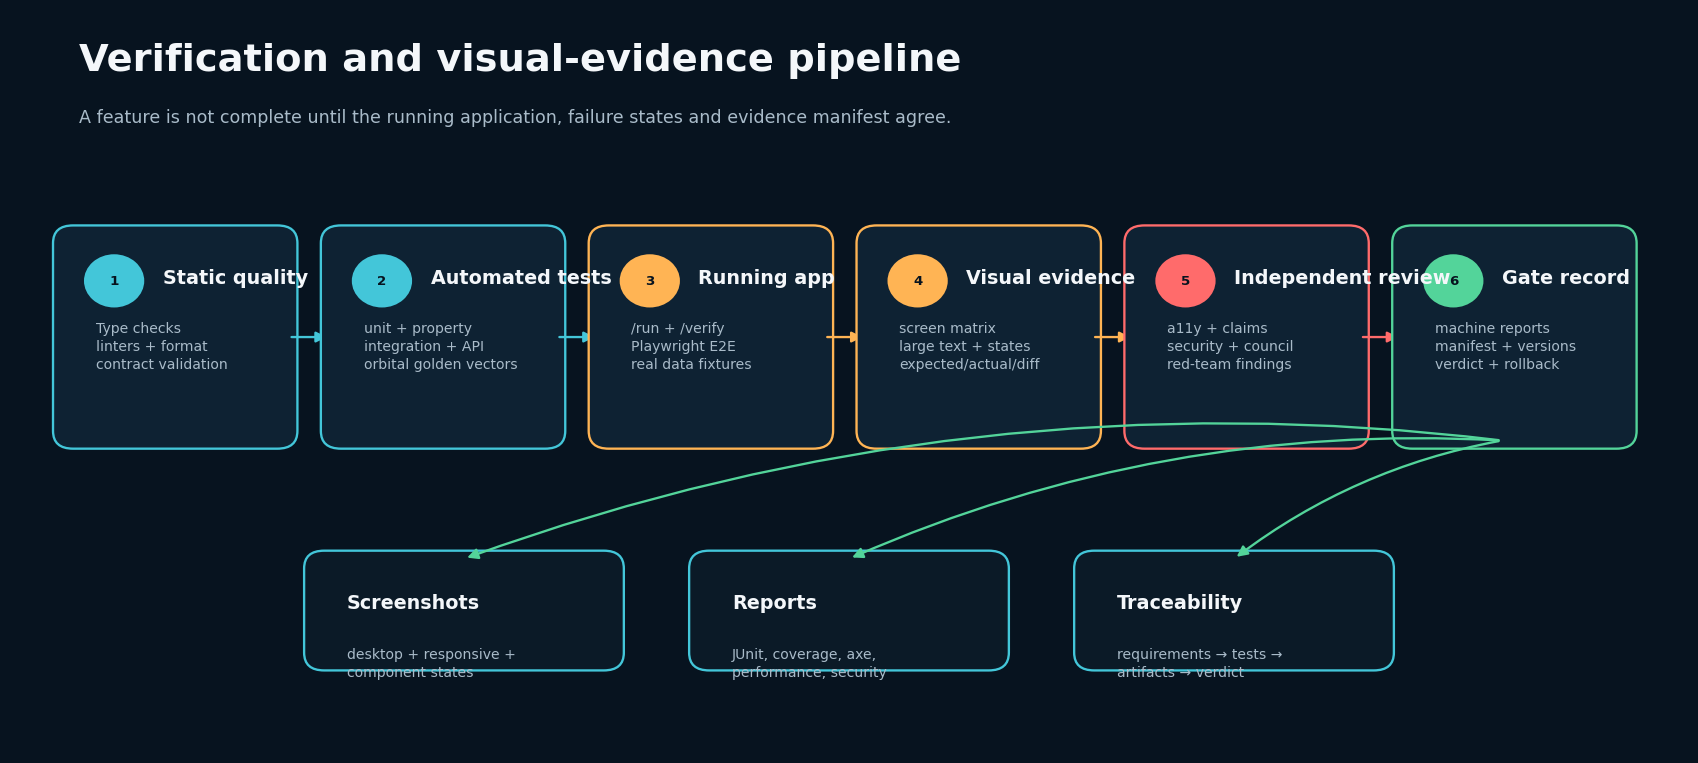 Verification and visual-evidence pipeline
A feature is not complete until the running application, failure states and evidence manifest agree.
1 Static quality
Type checks
linters + format
contract validation
2 Automated tests
unit + property
integration + API
orbital golden vectors
3 Running app
/run + /verify
Playwright E2E
real data fixtures
4 Visual evidence
screen matrix
large text + states
expected/actual/diff
5 Independent review
a11y + claims
security + council
red-team findings
6 Gate record
machine reports
manifest + versions
verdict + rollback
Screenshots
desktop + responsive +
component states
Reports
JUnit, coverage, axe,
performance, security
Traceability
requirements → tests →
artifacts → verdict